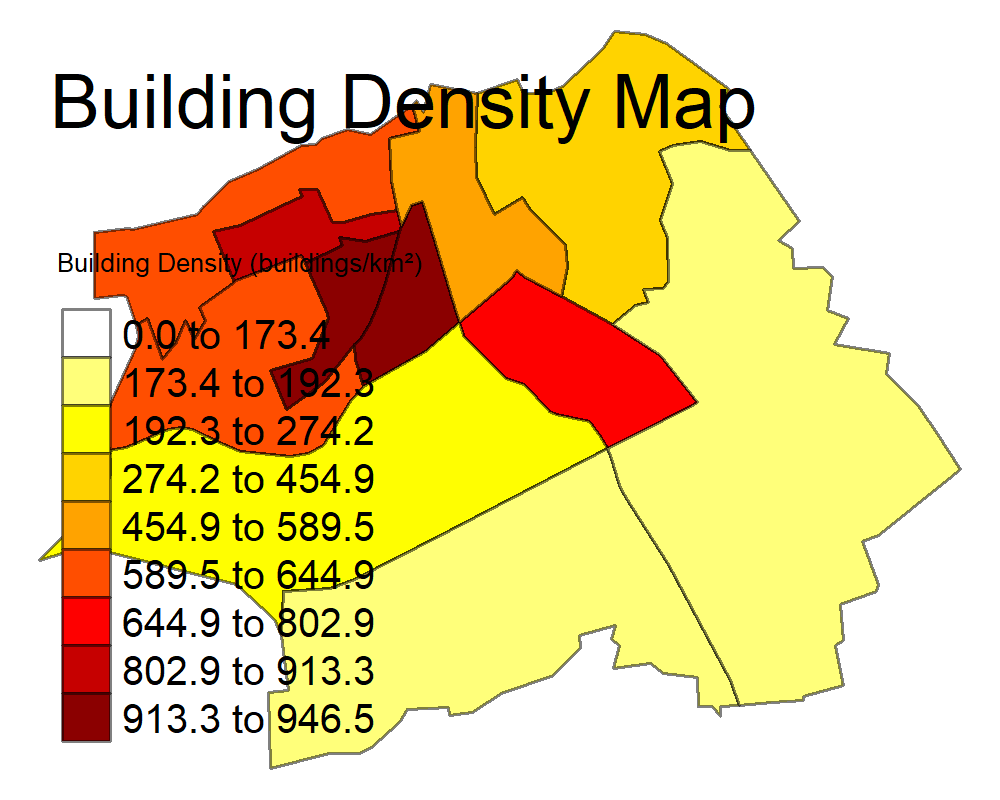 Building Density Map
Building Density (buildings/km²)
0.0 to 173.4
173.4 to 192.3
192.3 to 274.2
274.2 to 454.9
454.9 to 589.5
589.5 to 644.9
644.9 to 802.9
802.9 to 913.3
913.3 to 946.5